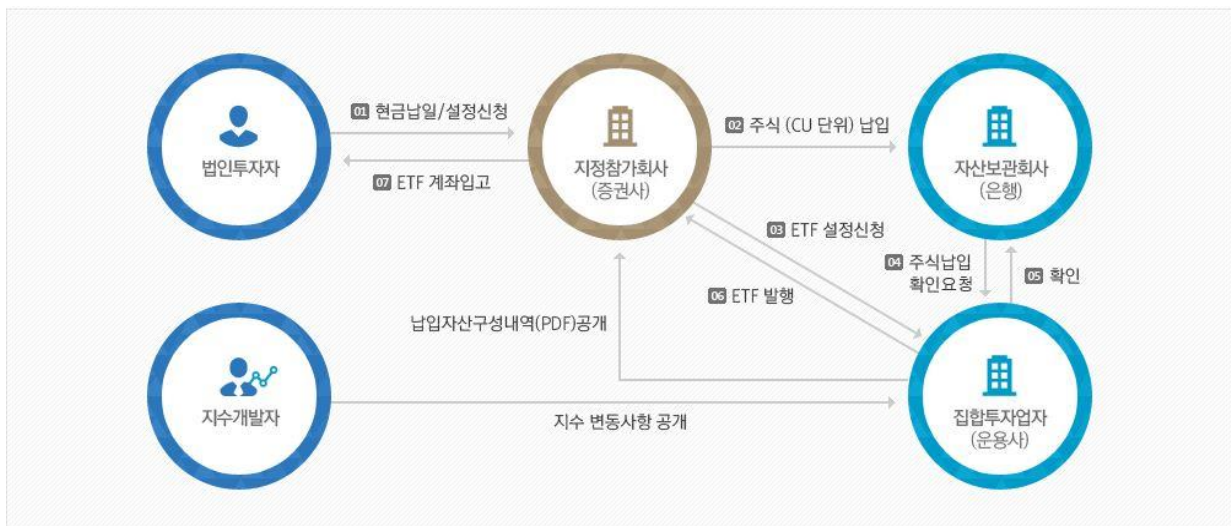 01 현금납일/설정신청
02 주식 (CU 단위) 납입
법인투자자
지정참가회사
(증권사)
자산보관회사
(은행)
07 ETF 계좌입고
03 ETF 설정신청
04 주식납입
확인요청
05 확인
06 ETF 발행
납입자산구성내역(PDF)공개
지수개발자
지수 변동사항 공개
집합투자업자
(운용사)